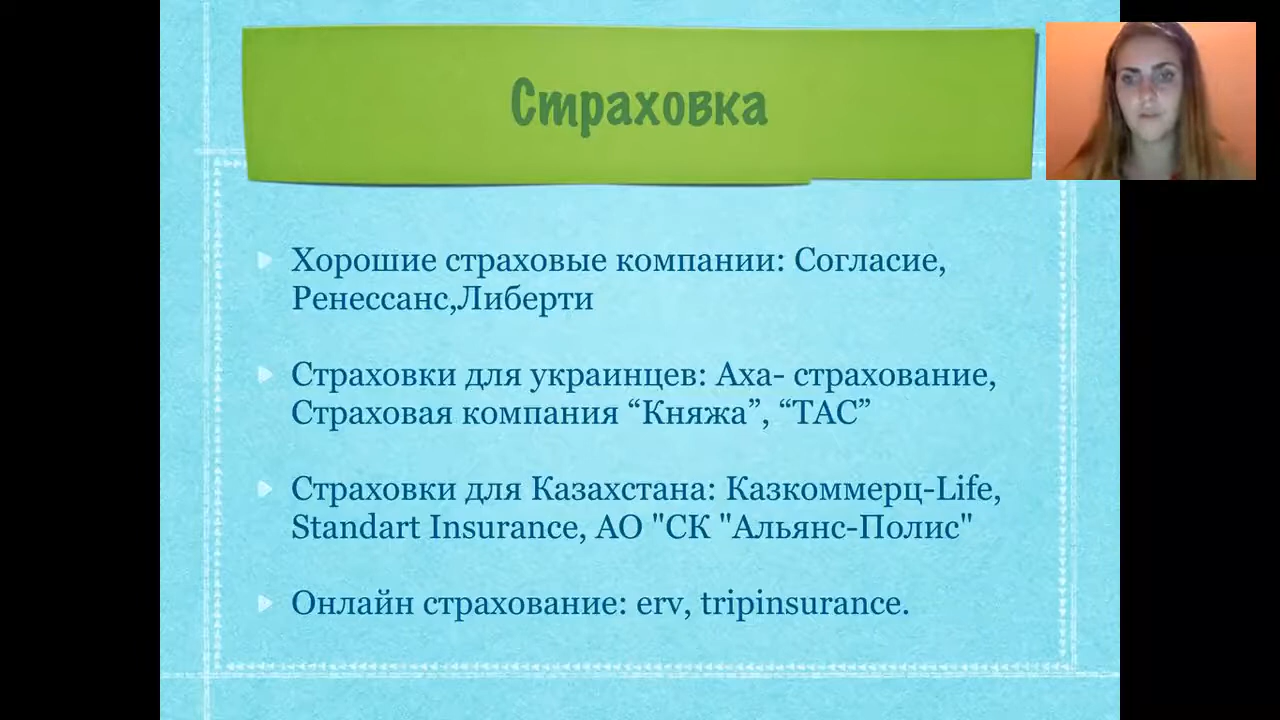 Страховка
Хорошие страховые компании: Согласие,
Ренессанс,Либерти
Страховки для украинцев: Аха- страхование,
Страховая компания “Княжа”, “ТАС”
Страховки для Казахстана: Казкоммерц-Life,
Standart Insurance, АО "СК "Альянс-Полис"
Онлайн страхование: erv, tripinsurance.